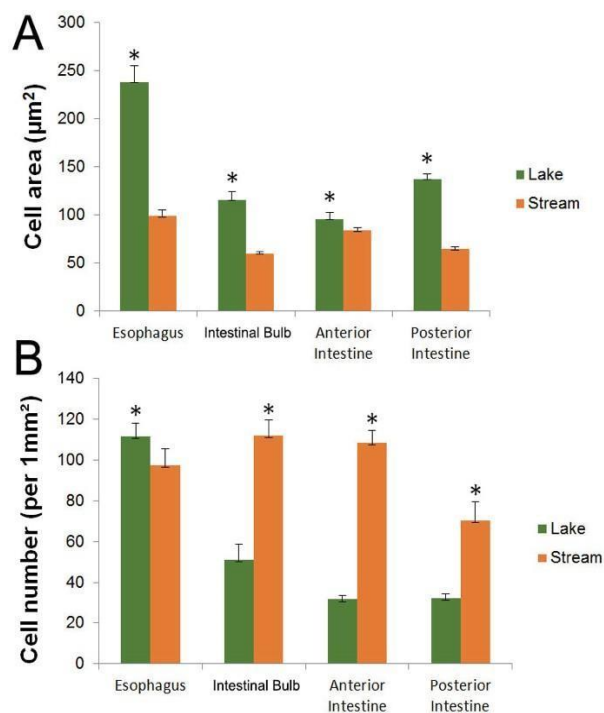 A
Cell area (μm²)
300
250
200
150
100
50
0
*
*
*
*
Lake
Stream
Esophagus
Intestinal Bulb
Anterior
Intestine
Posterior
Intestine
B
Cell number (per 1mm²)
140
120
100
80
60
40
20
0
*
*
*
*
Lake
Stream
Esophagus
Intestinal Bulb
Anterior
Intestine
Posterior
Intestine